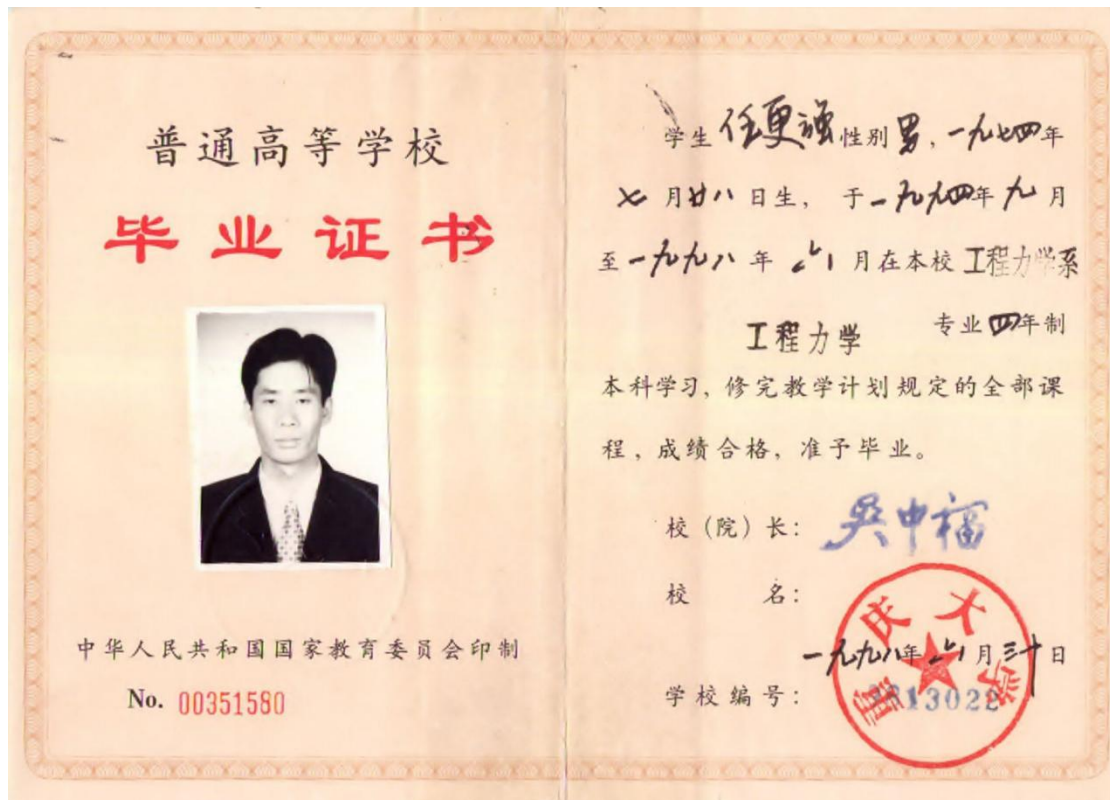 普通高等学校
毕业证书
中华人民共和国国家教育委员会印制
No. 00351580
学生 任更强 性别 男，一九七四年
七月廿八日生，于一九九四年九月
至一九九八年六月在本校工程力学系
工程力学 专业四年制
本科学习，修完教学计划规定的全部课
程，成绩合格，准予毕业。
校（院）长：吴中福
校 名：
重庆大学
一九九八年六月三十日
学校编号：